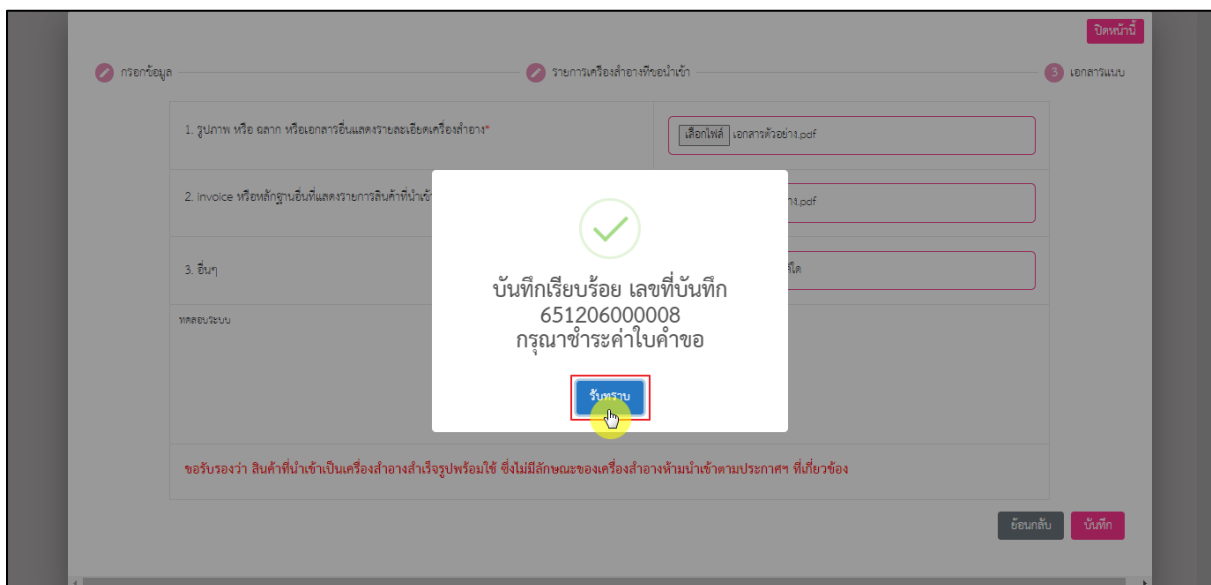 ปิดหน้านี้
กรอกข้อมูล
รายการเครื่องสำอางที่ขอนำเข้า
3 เอกสารแนบ
1. รูปภาพ หรือ ฉลาก หรือเอกสารอื่นแสดงรายละเอียดเครื่องสำอาง*
เลือกไฟล์ เอกสารตัวอย่าง.pdf
2. invoice หรือหลักฐานอื่นที่แสดงรายการสินค้าที่นำเข้า
าง.pdf
3. อื่นๆ
ล์ใด
ทดสอบระบบ
บันทึกเรียบร้อย เลขที่บันทึก
651206000008
กรุณาชำระค่าใบคำขอ
รับทราบ
ขอรับรองว่า สินค้าที่นำเข้าเป็นเครื่องสำอางสำเร็จรูปพร้อมใช้ ซึ่งไม่มีลักษณะของเครื่องสำอางห้ามนำเข้าตามประกาศฯ ที่เกี่ยวข้อง
ย้อนกลับ
บันทึก